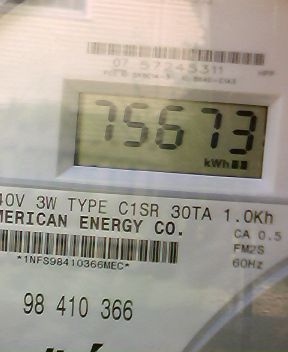 07 57245311
75673
kWh
40V 3W TYPE C1SR 30TA 1.0Kh
MERICAN ENERGY CO.
CA 0.5
FM2S
*1NFS98410366MEC*
60Hz
98 410 366